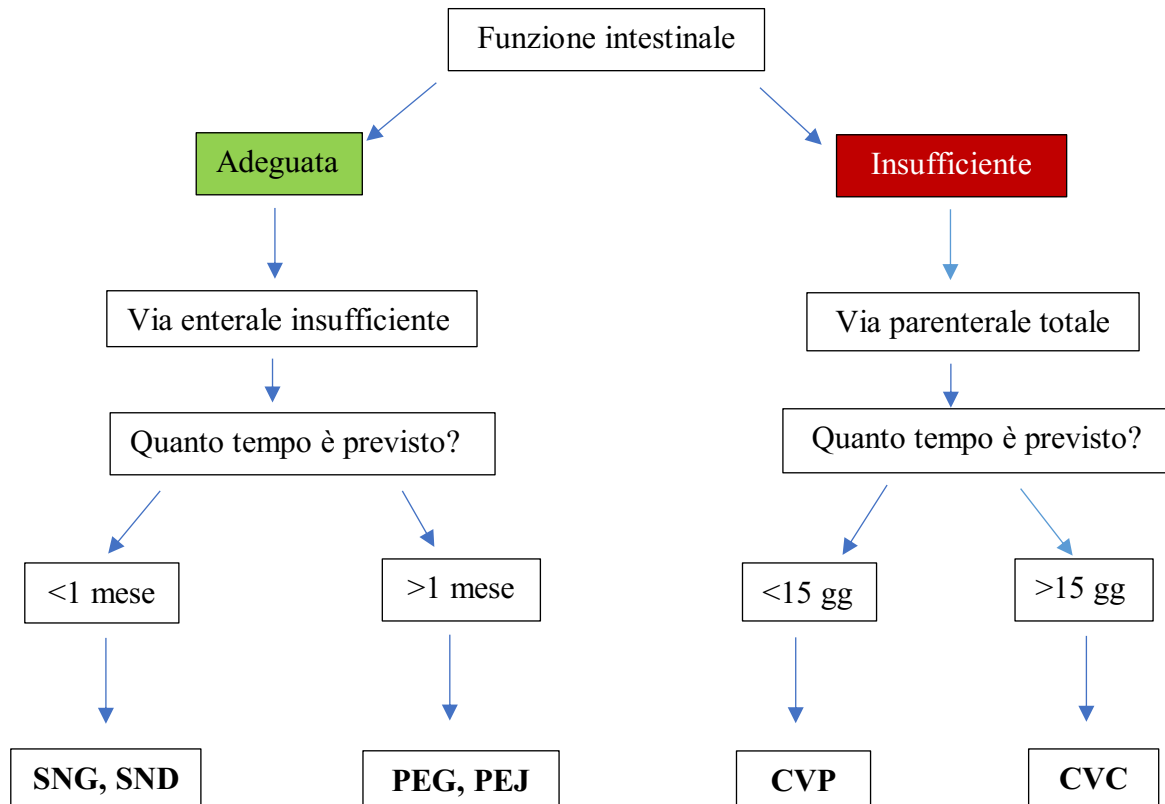 Funzione intestinale
Adeguata
Insufficiente
Via enterale insufficiente
Via parenterale totale
Quanto tempo è previsto?
Quanto tempo è previsto?
<1 mese
>1 mese
<15 gg
>15 gg
SNG, SND
PEG, PEJ
CVP
CVC